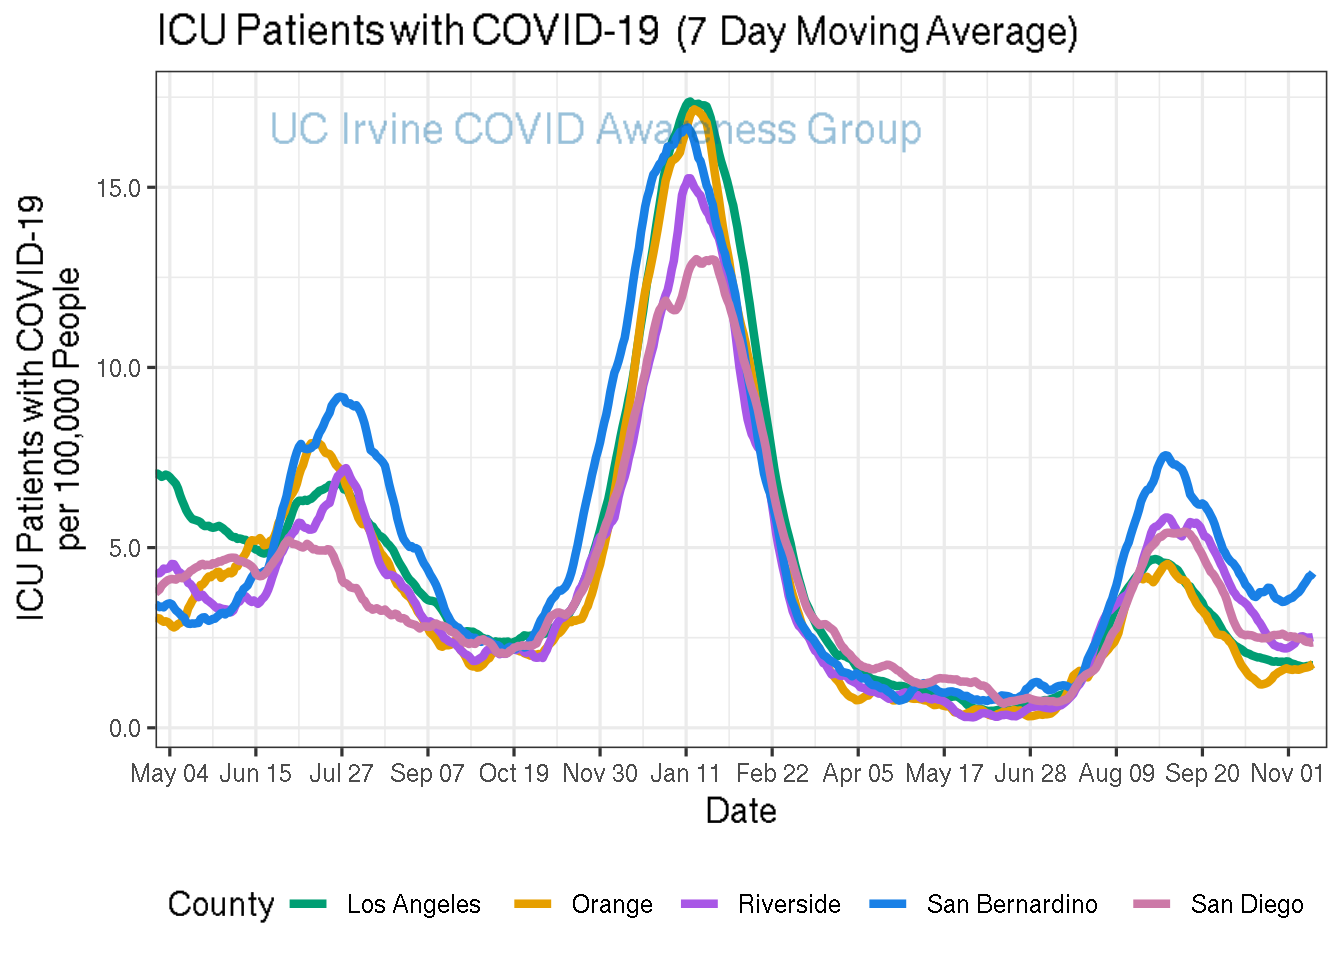 ICU Patients with COVID-19 (7 Day Moving Average)
UC Irvine COVID Awareness Group
ICU Patients with COVID-19
per 100,000 People
15.0
10.0
5.0
0.0
May 04 Jun 15 Jul 27 Sep 07 Oct 19 Nov 30 Jan 11 Feb 22 Apr 05 May 17 Jun 28 Aug 09 Sep 20 Nov 01
Date
County Los Angeles Orange Riverside San Bernardino San Diego